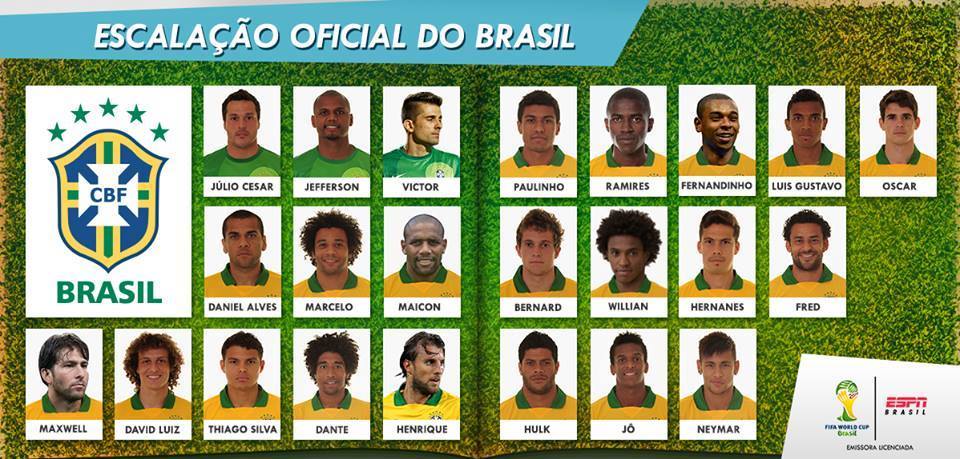 ESCALAÇÃO OFICIAL DO BRASIL
CBF
BRASIL
JÚLIO CESAR
JEFFERSON
VICTOR
PAULINHO
RAMIRES
FERNANDINHO
LUIS GUSTAVO
OSCAR
DANIEL ALVES
MARCELO
MAICON
BERNARD
WILLIAN
HERNANES
FRED
MAXWELL
DAVID LUIZ
THIAGO SILVA
DANTE
HENRIQUE
HULK
JÔ
NEYMAR
FIFA WORLD CUP
Brasil
ESPN
BRASIL
EMISSORA LICENCIADA